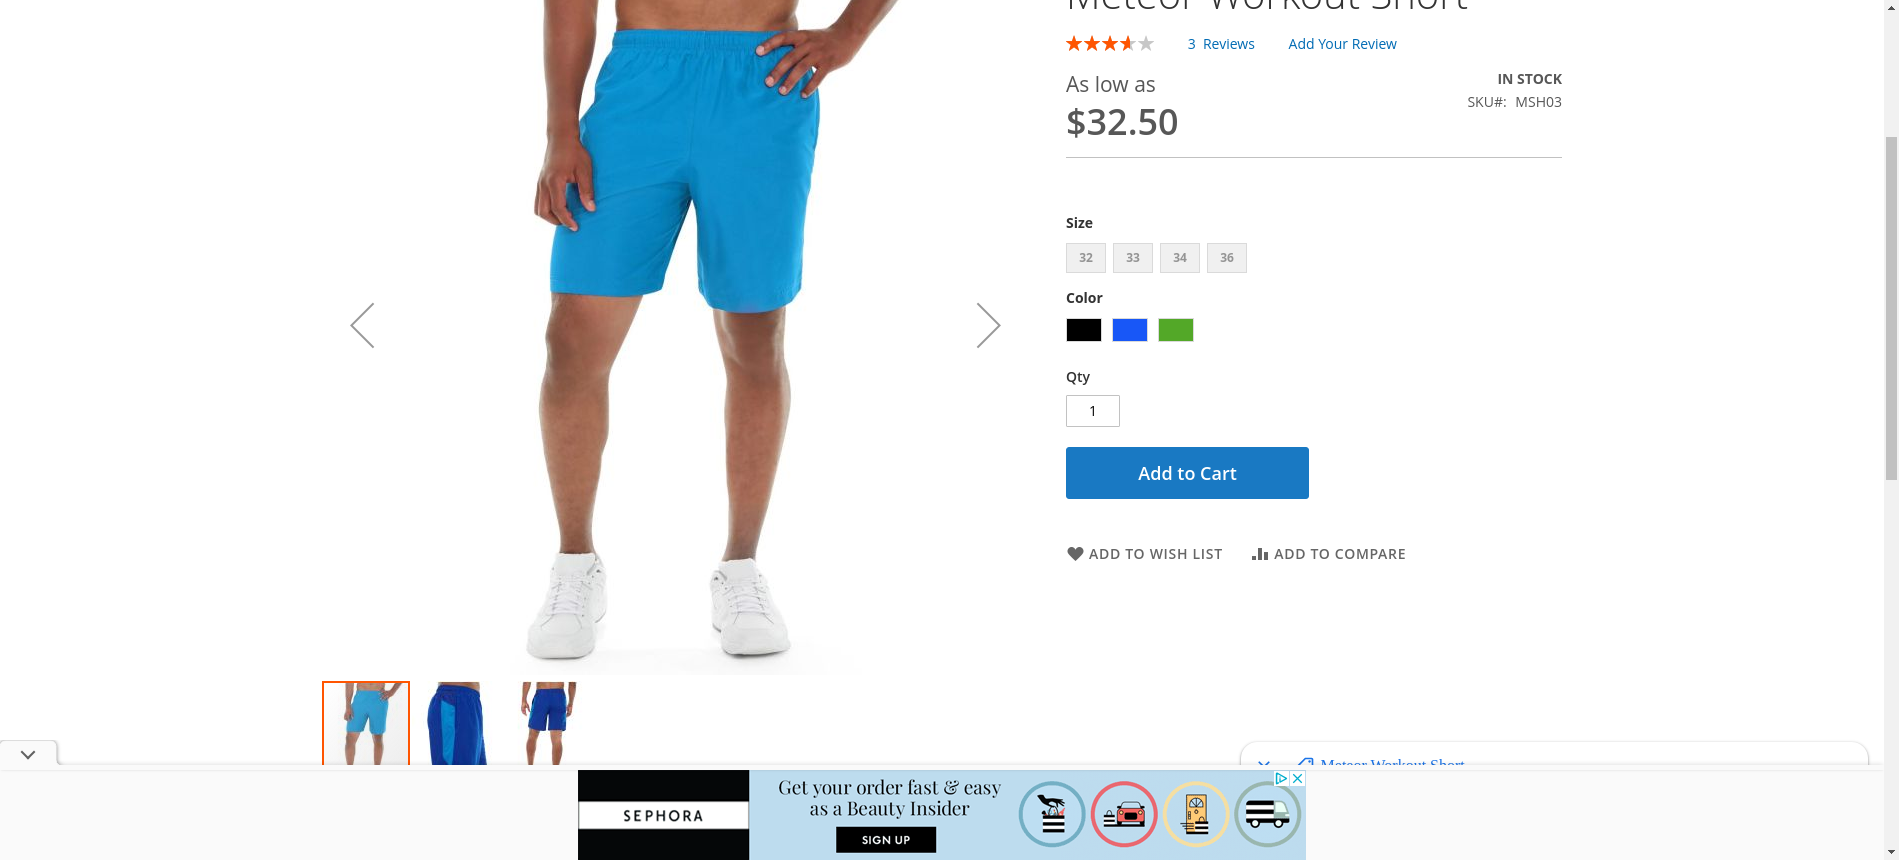 Meteor Workout Short
3 Reviews Add Your Review
As low as
$32.50
IN STOCK
SKU#: MSH03
Size
32 33 34 36
Color
Qty
1
Add to Cart
ADD TO WISH LIST ADD TO COMPARE
Meteor Workout Short
SEPHORA
Get your order fast & easy
as a Beauty Insider
SIGN UP